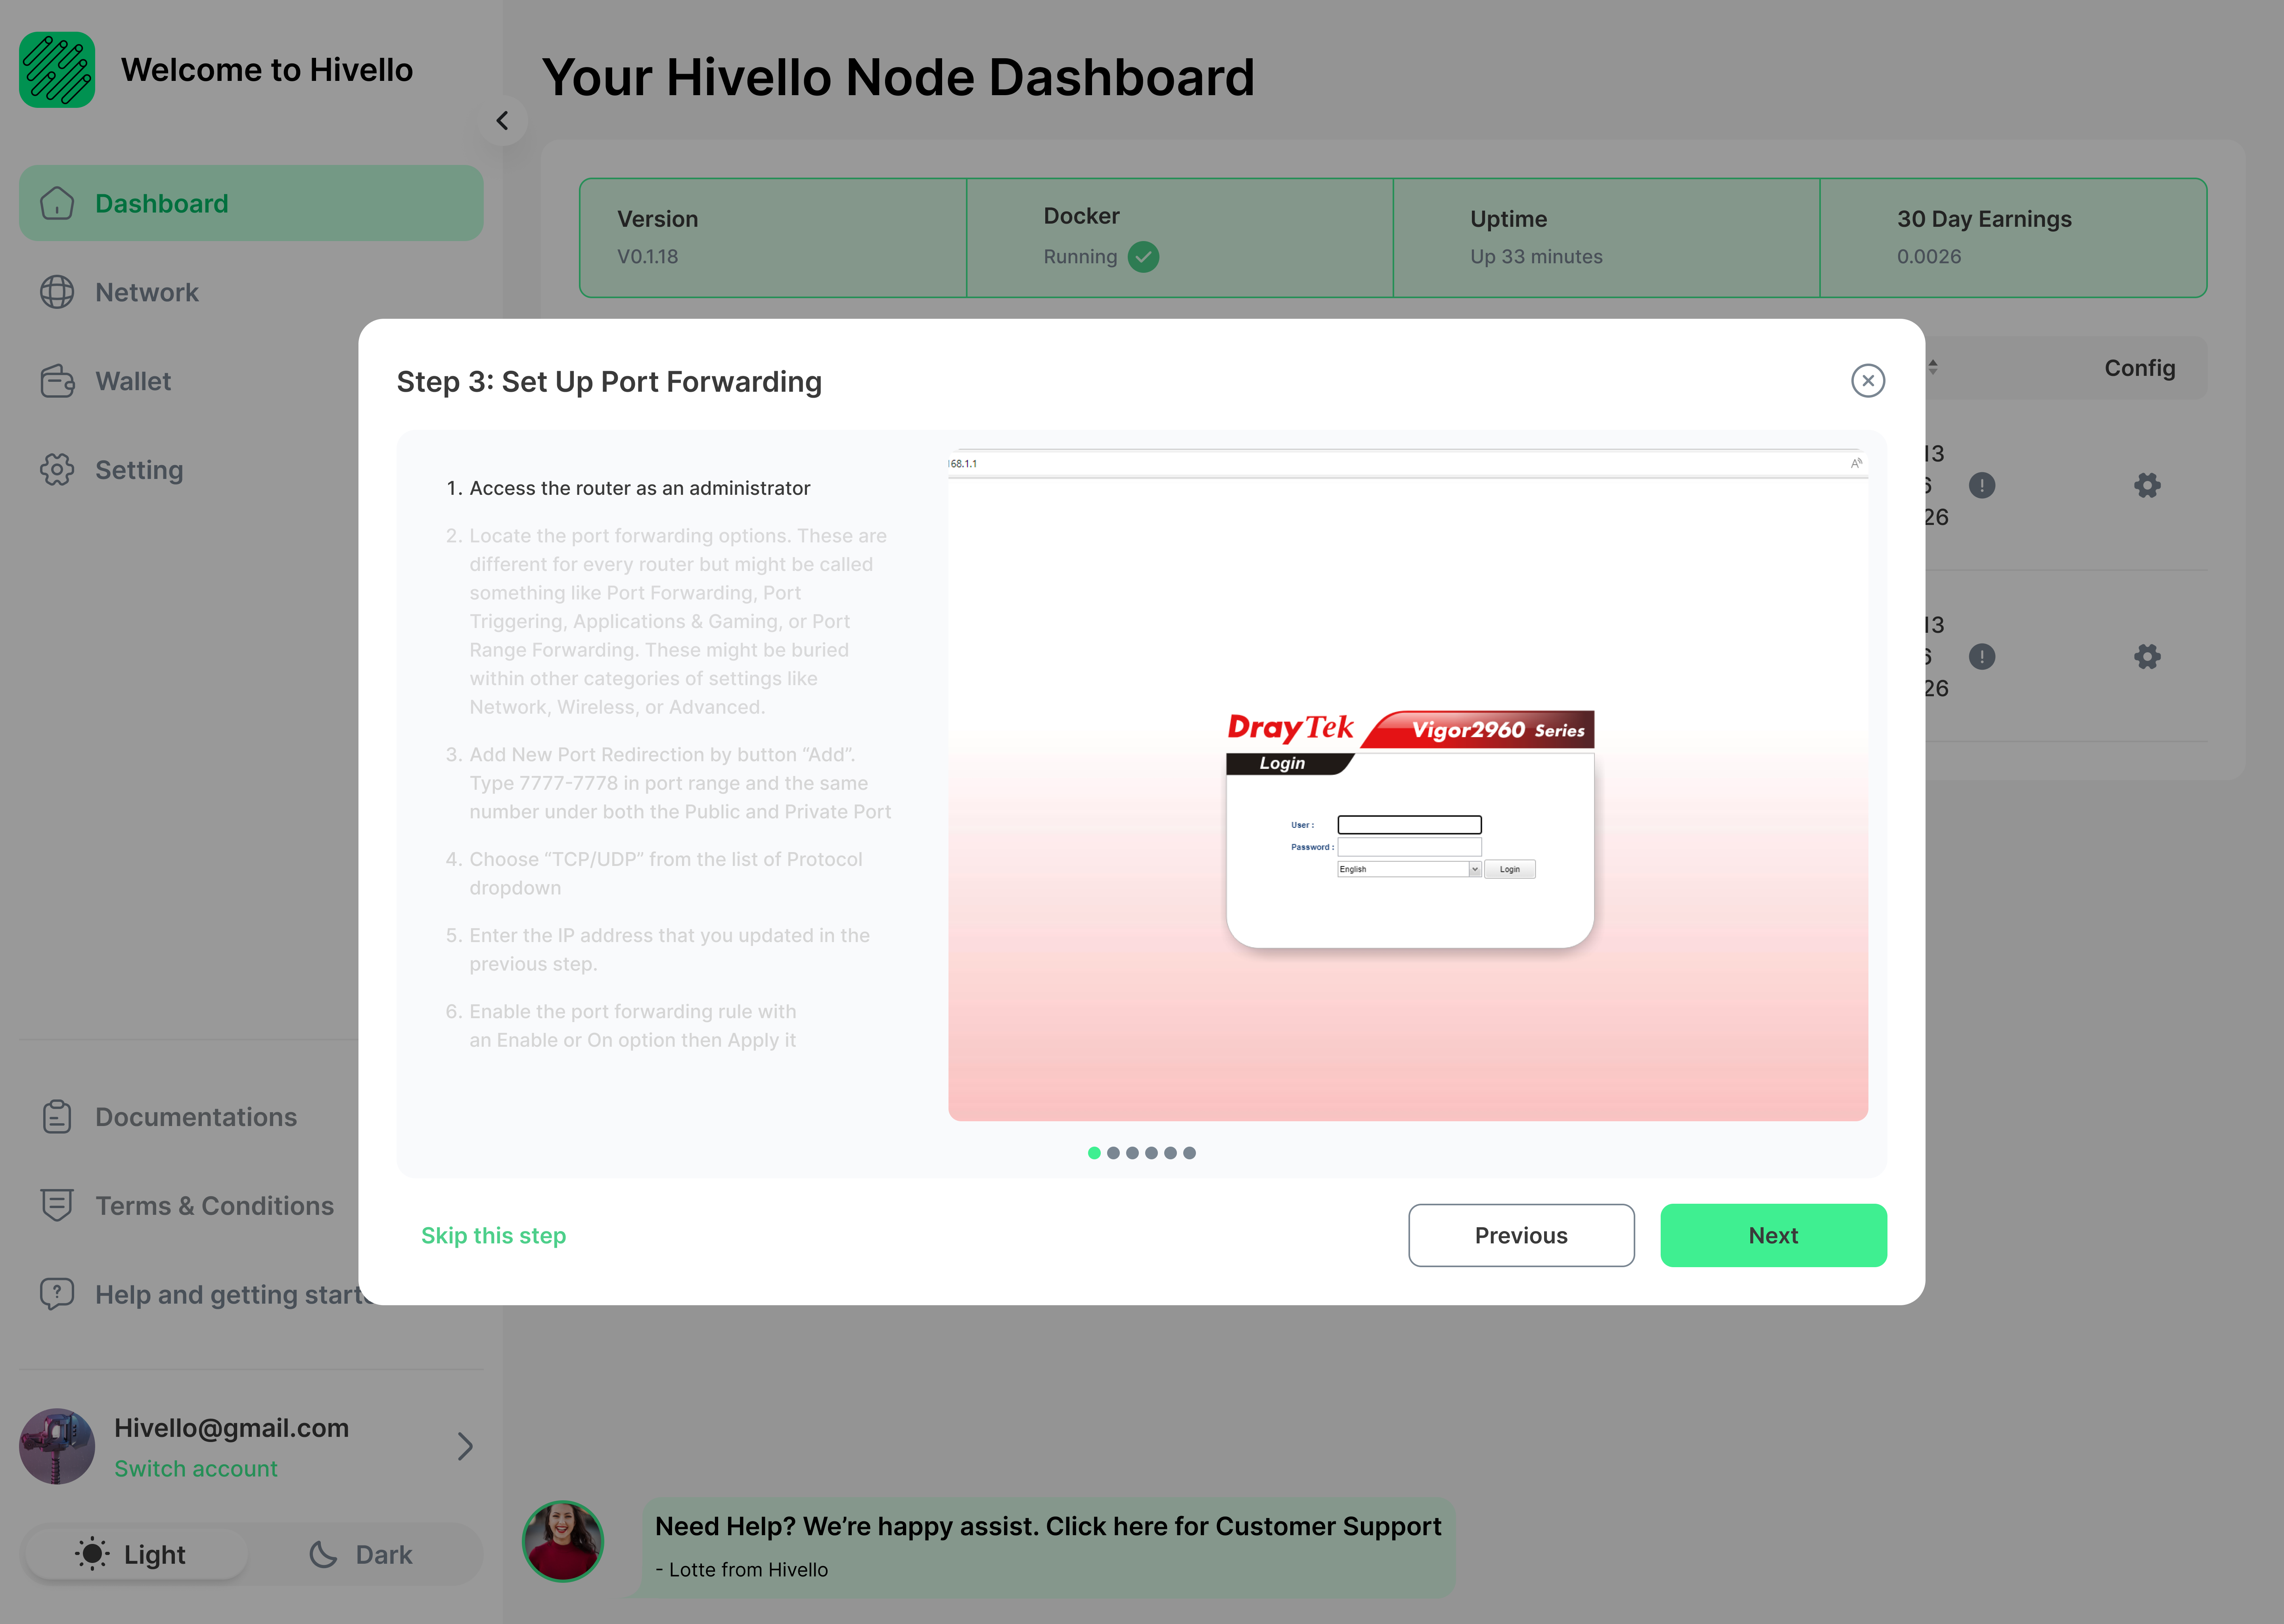 Welcome to Hivello
Your Hivello Node Dashboard
Dashboard
Network
Wallet
Setting
Version
V0.1.18
Docker
Running
Uptime
Up 33 minutes
30 Day Earnings
0.0026
Config
13
6
26
13
6
26
Step 3: Set Up Port Forwarding
1. Access the router as an administrator
2. Locate the port forwarding options. These are
different for every router but might be called
something like Port Forwarding, Port
Triggering, Applications & Gaming, or Port
Range Forwarding. These might be buried
within other categories of settings like
Network, Wireless, or Advanced.
3. Add New Port Redirection by button “Add”.
Type 7777-7778 in port range and the same
number under both the Public and Private Port
4. Choose “TCP/UDP” from the list of Protocol
dropdown
5. Enter the IP address that you updated in the
previous step.
6. Enable the port forwarding rule with
an Enable or On option then Apply it
168.1.1
DrayTek
Vigor2960 Series
Login
User :
Password :
English
Login
Skip this step
Previous
Next
Documentations
Terms & Conditions
Help and getting start
Hivello@gmail.com
Switch account
Light
Dark
Need Help? We’re happy assist. Click here for Customer Support
- Lotte from Hivello